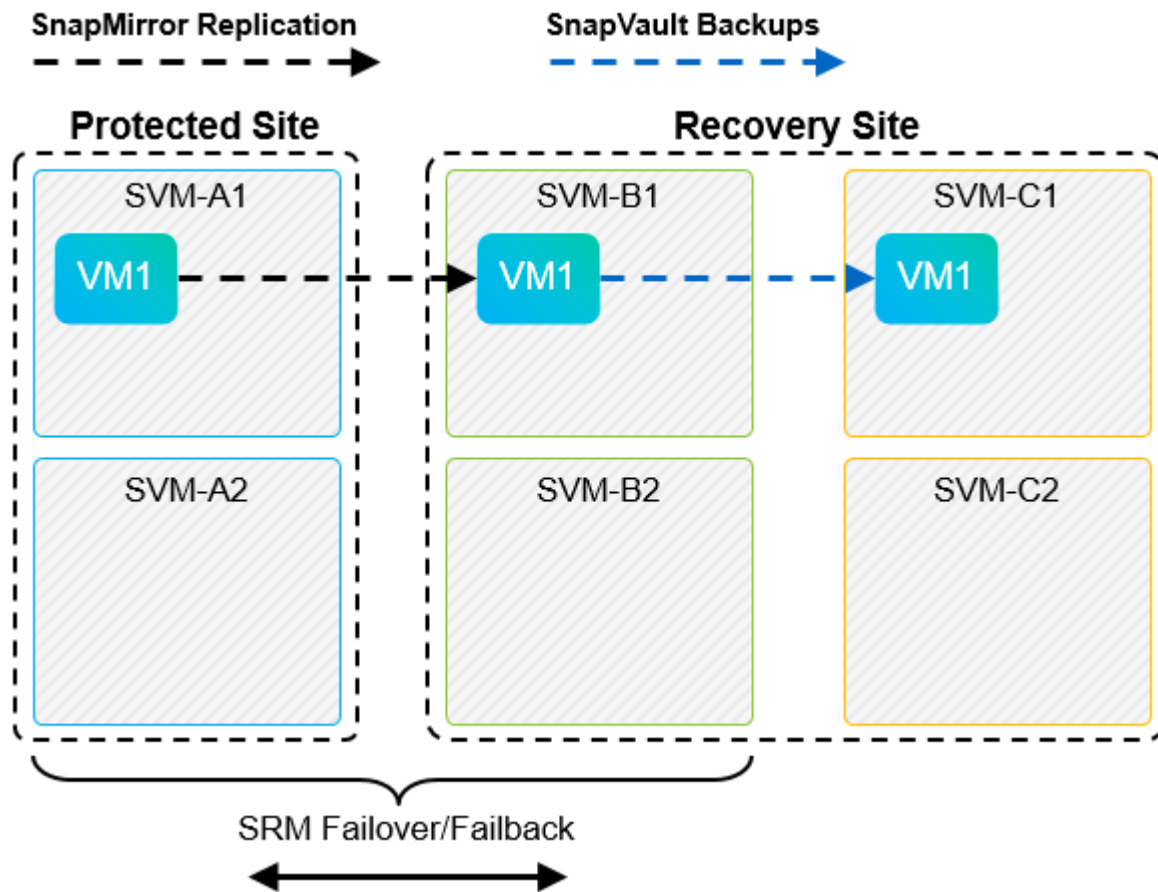 SnapMirror Replication
SnapVault Backups
Protected Site
Recovery Site
SVM-A1
SVM-B1
SVM-C1
VM1
VM1
VM1
SVM-A2
SVM-B2
SVM-C2
SRM Failover/Failback